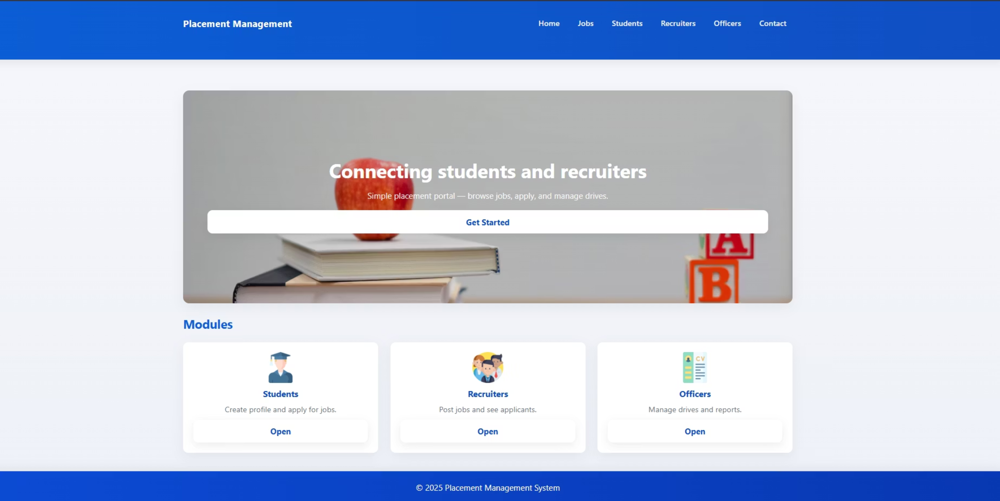 Placement Management
Home Jobs Students Recruiters Officers Contact
Connecting students and recruiters
Simple placement portal — browse jobs, apply, and manage drives.
Get Started
A
B
Modules
CV
Students
Recruiters
Officers
Create profile and apply for jobs.
Post jobs and see applicants.
Manage drives and reports.
Open
Open
Open
© 2025 Placement Management System